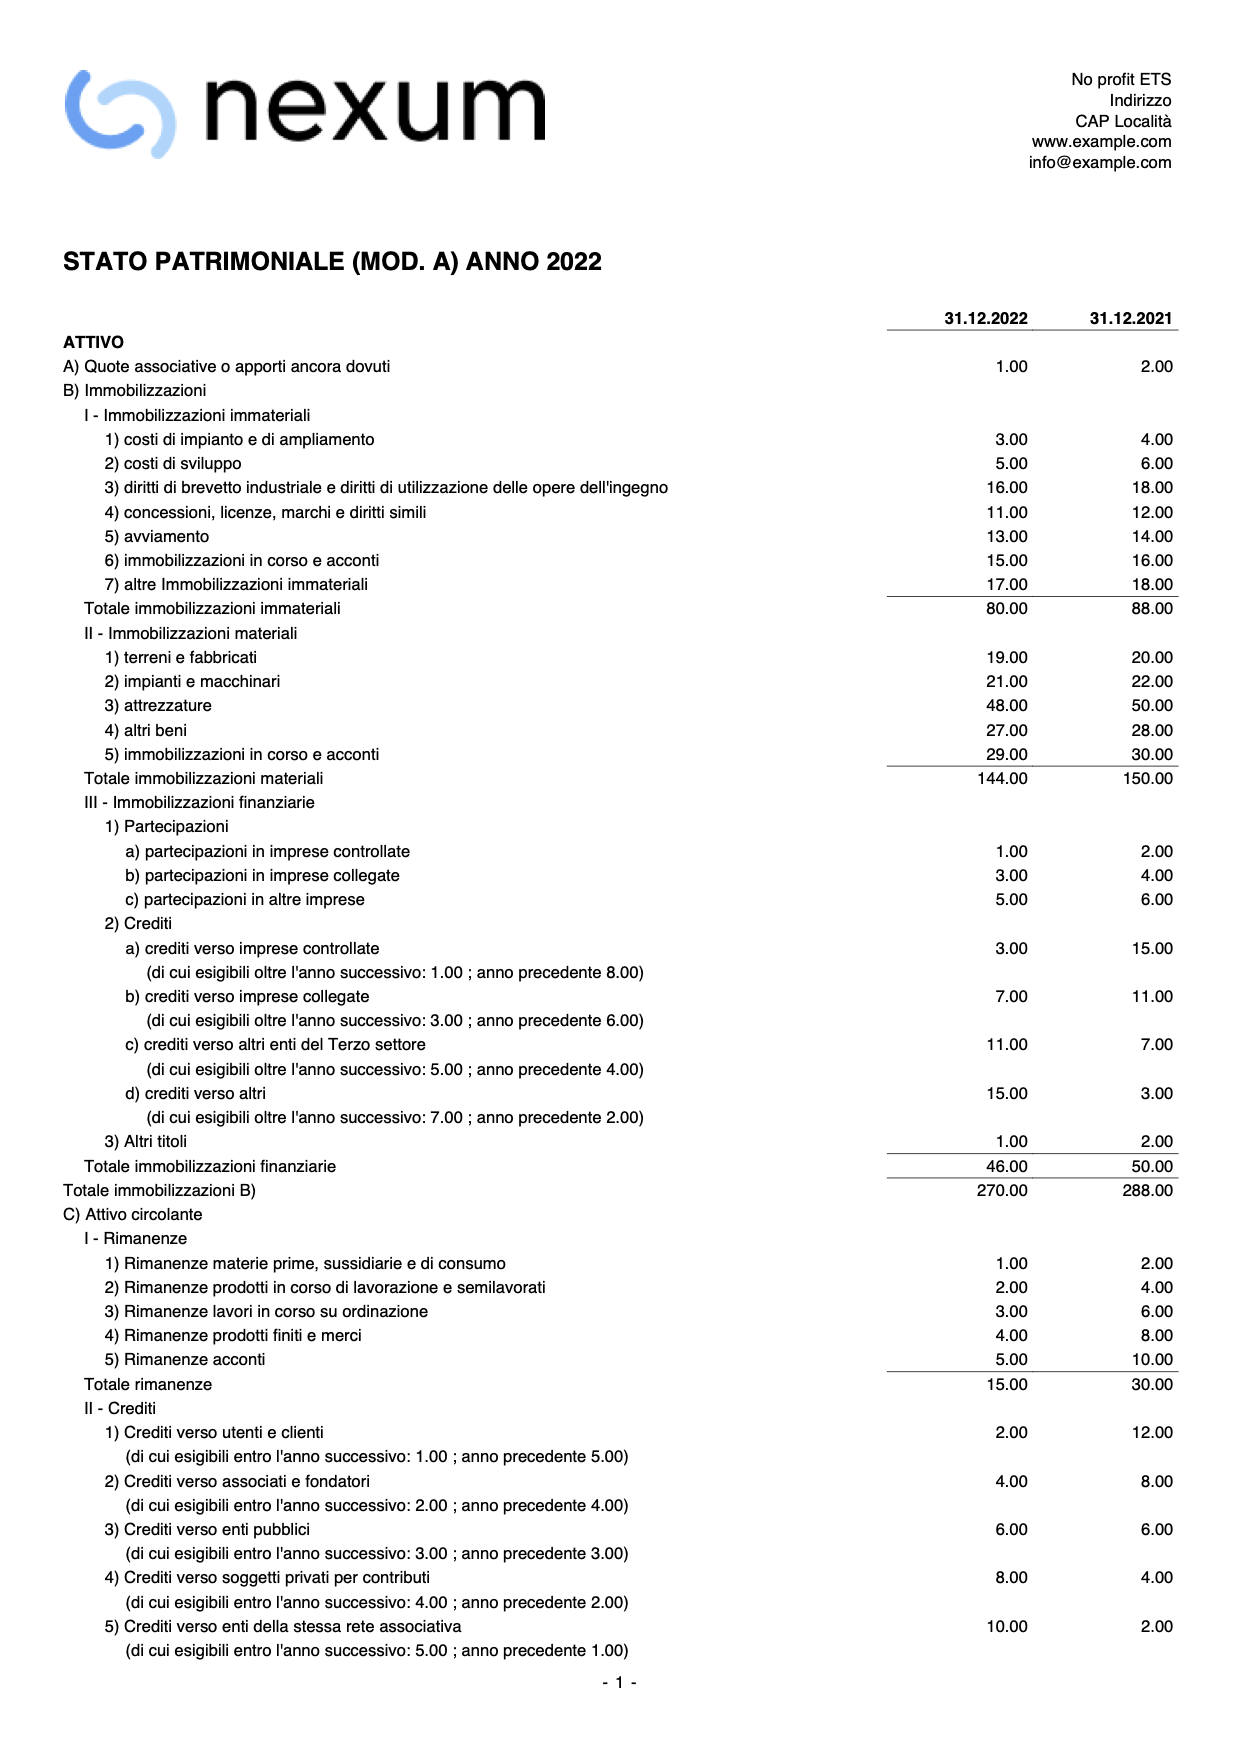 nexum
No profit ETS
Indirizzo
CAP Località
www.example.com
info@example.com
STATO PATRIMONIALE (MOD. A) ANNO 2022
31.12.2022 31.12.2021
ATTIVO
A) Quote associative o apporti ancora dovuti 1.00 2.00
B) Immobilizzazioni
I - Immobilizzazioni immateriali
1) costi di impianto e di ampliamento 3.00 4.00
2) costi di sviluppo 5.00 6.00
3) diritti di brevetto industriale e diritti di utilizzazione delle opere dell'ingegno 16.00 18.00
4) concessioni, licenze, marchi e diritti simili 11.00 12.00
5) avviamento 13.00 14.00
6) immobilizzazioni in corso e acconti 15.00 16.00
7) altre Immobilizzazioni immateriali 17.00 18.00
Totale immobilizzazioni immateriali 80.00 88.00
II - Immobilizzazioni materiali
1) terreni e fabbricati 19.00 20.00
2) impianti e macchinari 21.00 22.00
3) attrezzature 48.00 50.00
4) altri beni 27.00 28.00
5) immobilizzazioni in corso e acconti 29.00 30.00
Totale immobilizzazioni materiali 144.00 150.00
III - Immobilizzazioni finanziarie
1) Partecipazioni
a) partecipazioni in imprese controllate 1.00 2.00
b) partecipazioni in imprese collegate 3.00 4.00
c) partecipazioni in altre imprese 5.00 6.00
2) Crediti
a) crediti verso imprese controllate 3.00 15.00
(di cui esigibili oltre l'anno successivo: 1.00 ; anno precedente 8.00)
b) crediti verso imprese collegate 7.00 11.00
(di cui esigibili oltre l'anno successivo: 3.00 ; anno precedente 6.00)
c) crediti verso altri enti del Terzo settore 11.00 7.00
(di cui esigibili oltre l'anno successivo: 5.00 ; anno precedente 4.00)
d) crediti verso altri 15.00 3.00
(di cui esigibili oltre l'anno successivo: 7.00 ; anno precedente 2.00)
3) Altri titoli 1.00 2.00
Totale immobilizzazioni finanziarie 46.00 50.00
Totale immobilizzazioni B) 270.00 288.00
C) Attivo circolante
I - Rimanenze
1) Rimanenze materie prime, sussidiarie e di consumo 1.00 2.00
2) Rimanenze prodotti in corso di lavorazione e semilavorati 2.00 4.00
3) Rimanenze lavori in corso su ordinazione 3.00 6.00
4) Rimanenze prodotti finiti e merci 4.00 8.00
5) Rimanenze acconti 5.00 10.00
Totale rimanenze 15.00 30.00
II - Crediti
1) Crediti verso utenti e clienti 2.00 12.00
(di cui esigibili entro l'anno successivo: 1.00 ; anno precedente 5.00)
2) Crediti verso associati e fondatori 4.00 8.00
(di cui esigibili entro l'anno successivo: 2.00 ; anno precedente 4.00)
3) Crediti verso enti pubblici 6.00 6.00
(di cui esigibili entro l'anno successivo: 3.00 ; anno precedente 3.00)
4) Crediti verso soggetti privati per contributi 8.00 4.00
(di cui esigibili entro l'anno successivo: 4.00 ; anno precedente 2.00)
5) Crediti verso enti della stessa rete associativa 10.00 2.00
(di cui esigibili entro l'anno successivo: 5.00 ; anno precedente 1.00)
- 1 -